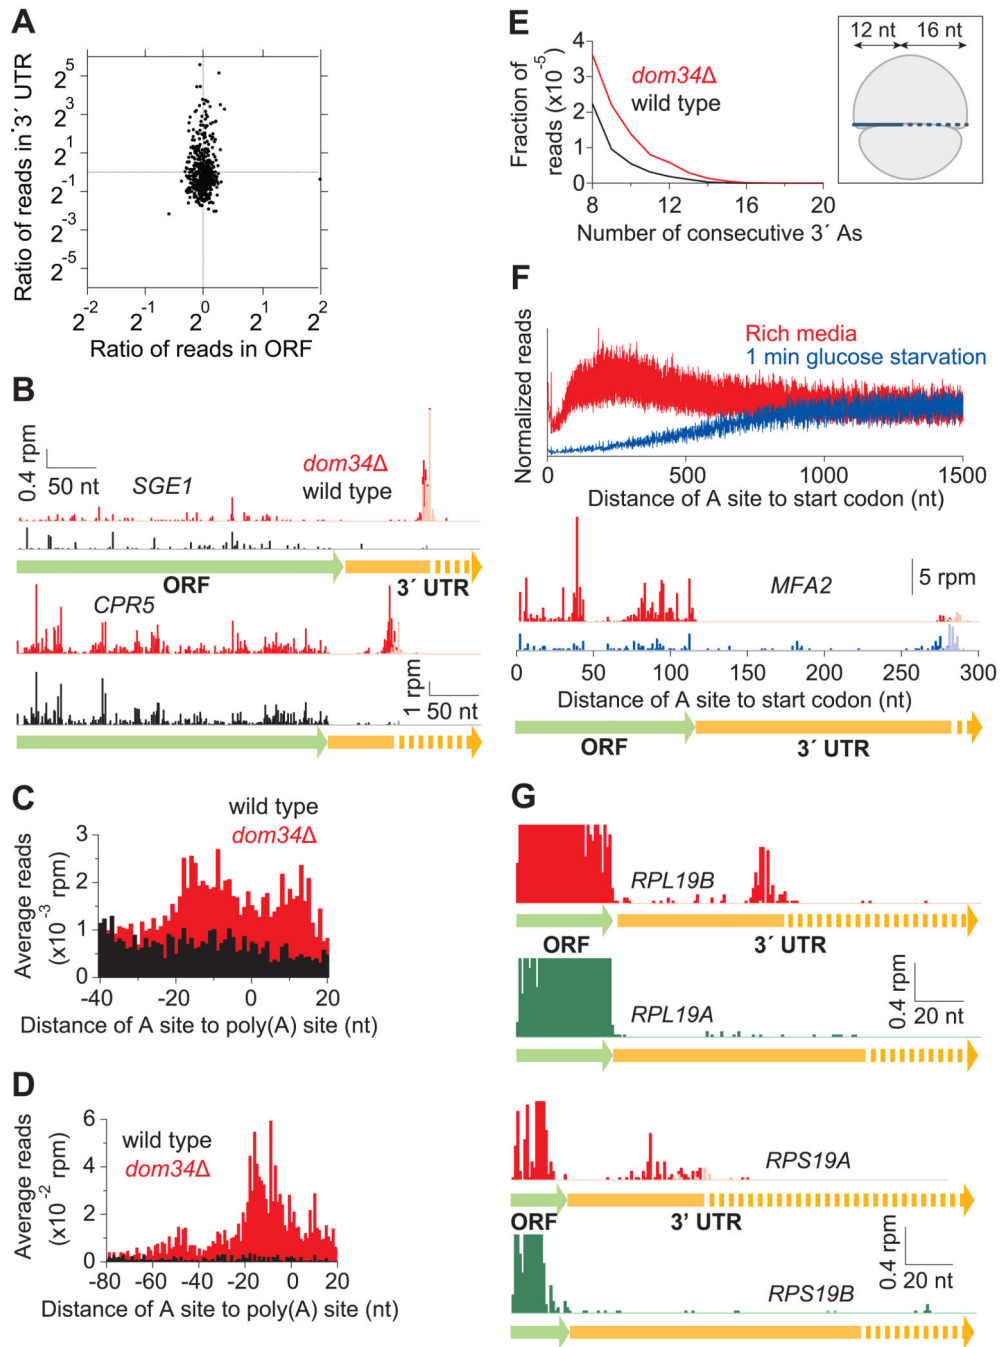 A
Ratio of reads in 3´ UTR
2^5
2^3
2^1
2^-1
2^-3
2^-5
2^-2
2^-1
2^0
2^1
2^2
Ratio of reads in ORF
B
0.4 rpm
50 nt
SGE1
dom34Δ
wild type
ORF
3´ UTR
CPR5
1 rpm
50 nt
C
wild type
dom34Δ
Average reads
(x10^-3 rpm)
3
2
1
0
-40 -20 0 20
Distance of A site to poly(A) site (nt)
D
wild type
dom34Δ
Average reads
(x10^-2 rpm)
6
4
2
0
-80 -60 -40 -20 0 20
Distance of A site to poly(A) site (nt)
E
Fraction of
reads (x10^-5)
4
3
2
1
0
dom34Δ
wild type
8 12 16 20
Number of consecutive 3´ As
12 nt 16 nt
F
Normalized reads
Rich media
1 min glucose starvation
0 500 1000 1500
Distance of A site to start codon (nt)
MFA2
5 rpm
0 50 100 150 200 250 300
Distance of A site to start codon (nt)
ORF
3´ UTR
G
RPL19B
ORF
3´ UTR
RPL19A
0.4 rpm
20 nt
RPS19A
ORF
3’ UTR
0.4 rpm
20 nt
RPS19B